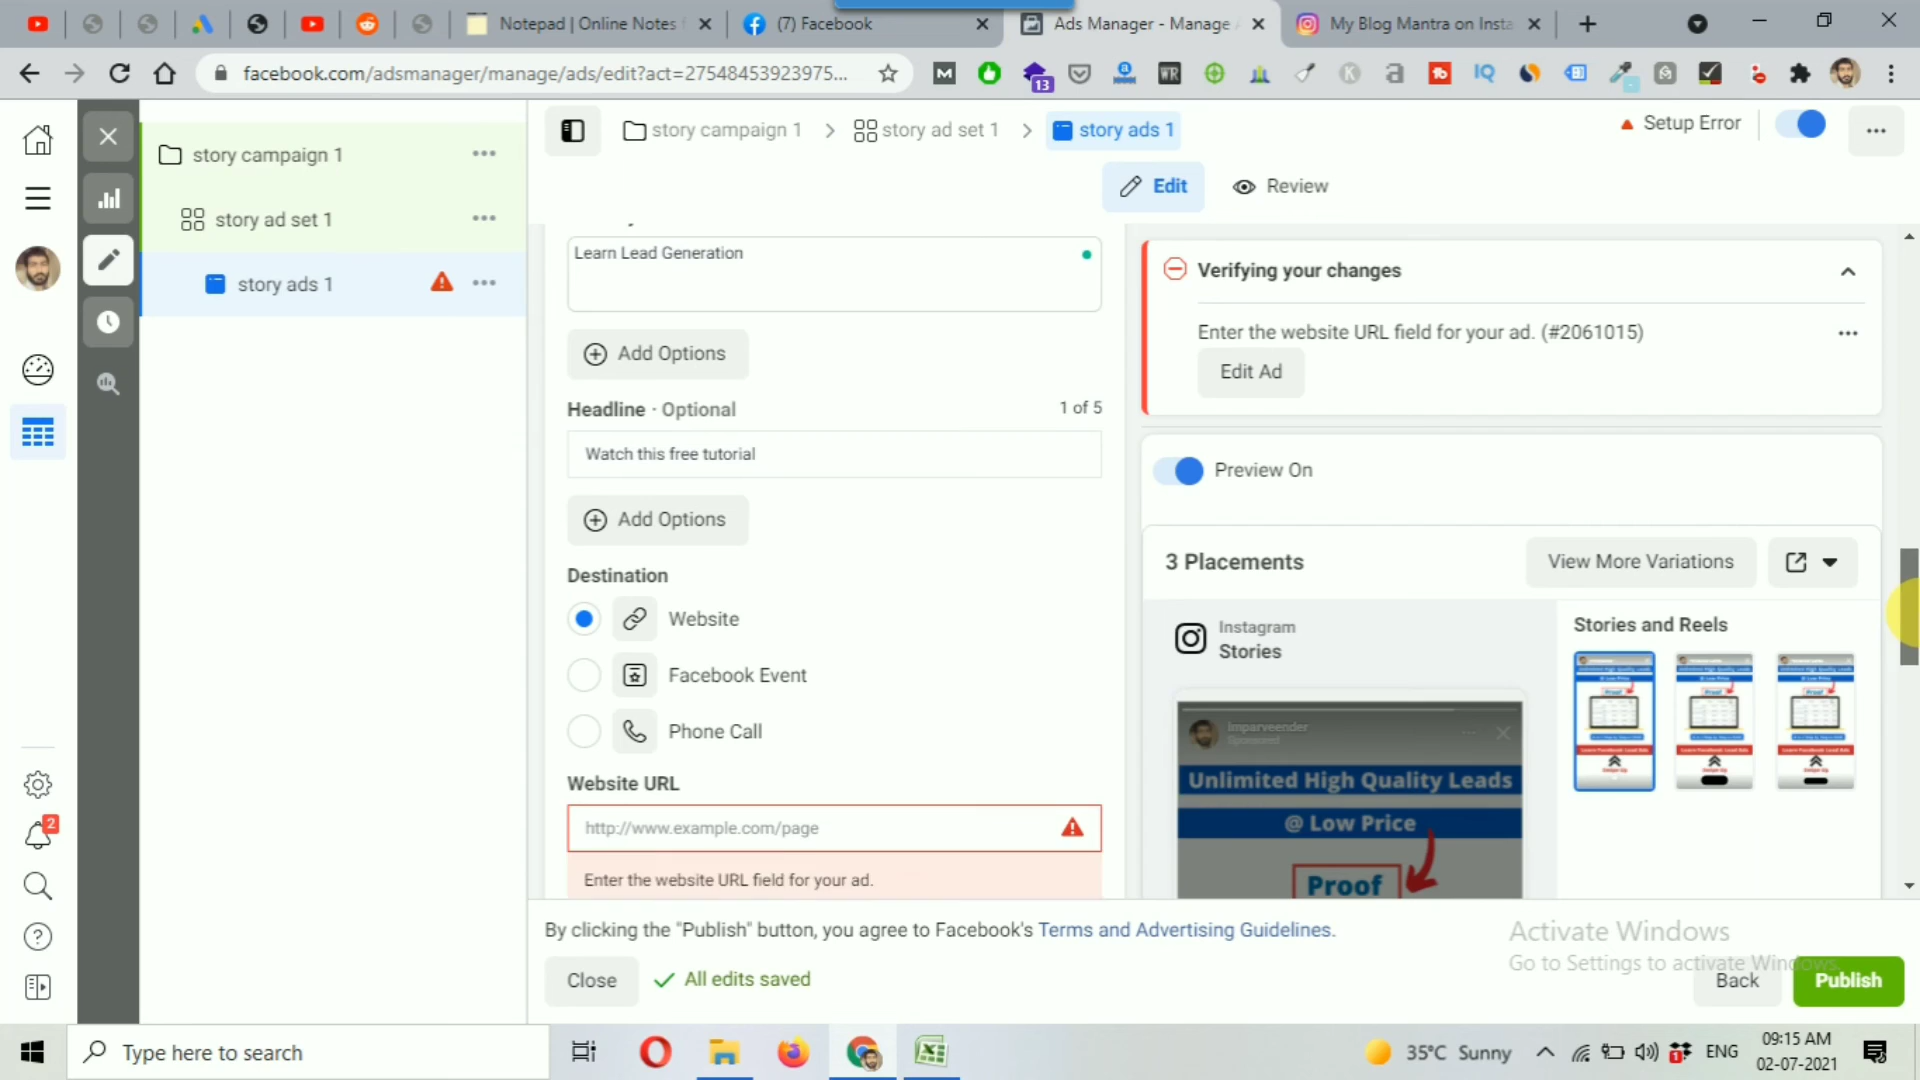 Notepad | Online Notes
(7) Facebook
Ads Manager - Manage
My Blog Mantra on Insta
facebook.com/adsmanager/manage/ads/edit?act=27548453923975...
13
story campaign 1
story ad set 1
story ads 1
story campaign 1
story ad set 1
story ads 1
Setup Error
Edit
Review
Learn Lead Generation
Add Options
Headline · Optional
1 of 5
Watch this free tutorial
Add Options
Destination
Website
Facebook Event
Phone Call
Website URL
http://www.example.com/page
Enter the website URL field for your ad.
Verifying your changes
Enter the website URL field for your ad. (#2061015)
Edit Ad
Preview On
3 Placements
View More Variations
Instagram
Stories
Stories and Reels
Imparveender
Sponsored
Unlimited High Quality Leads
@ Low Price
Proof
By clicking the "Publish" button, you agree to Facebook's Terms and Advertising Guidelines.
Close
All edits saved
Activate Windows
Go to Settings to activate Windows.
Back
Publish
2
Type here to search
35°C Sunny
ENG
09:15 AM
02-07-2021